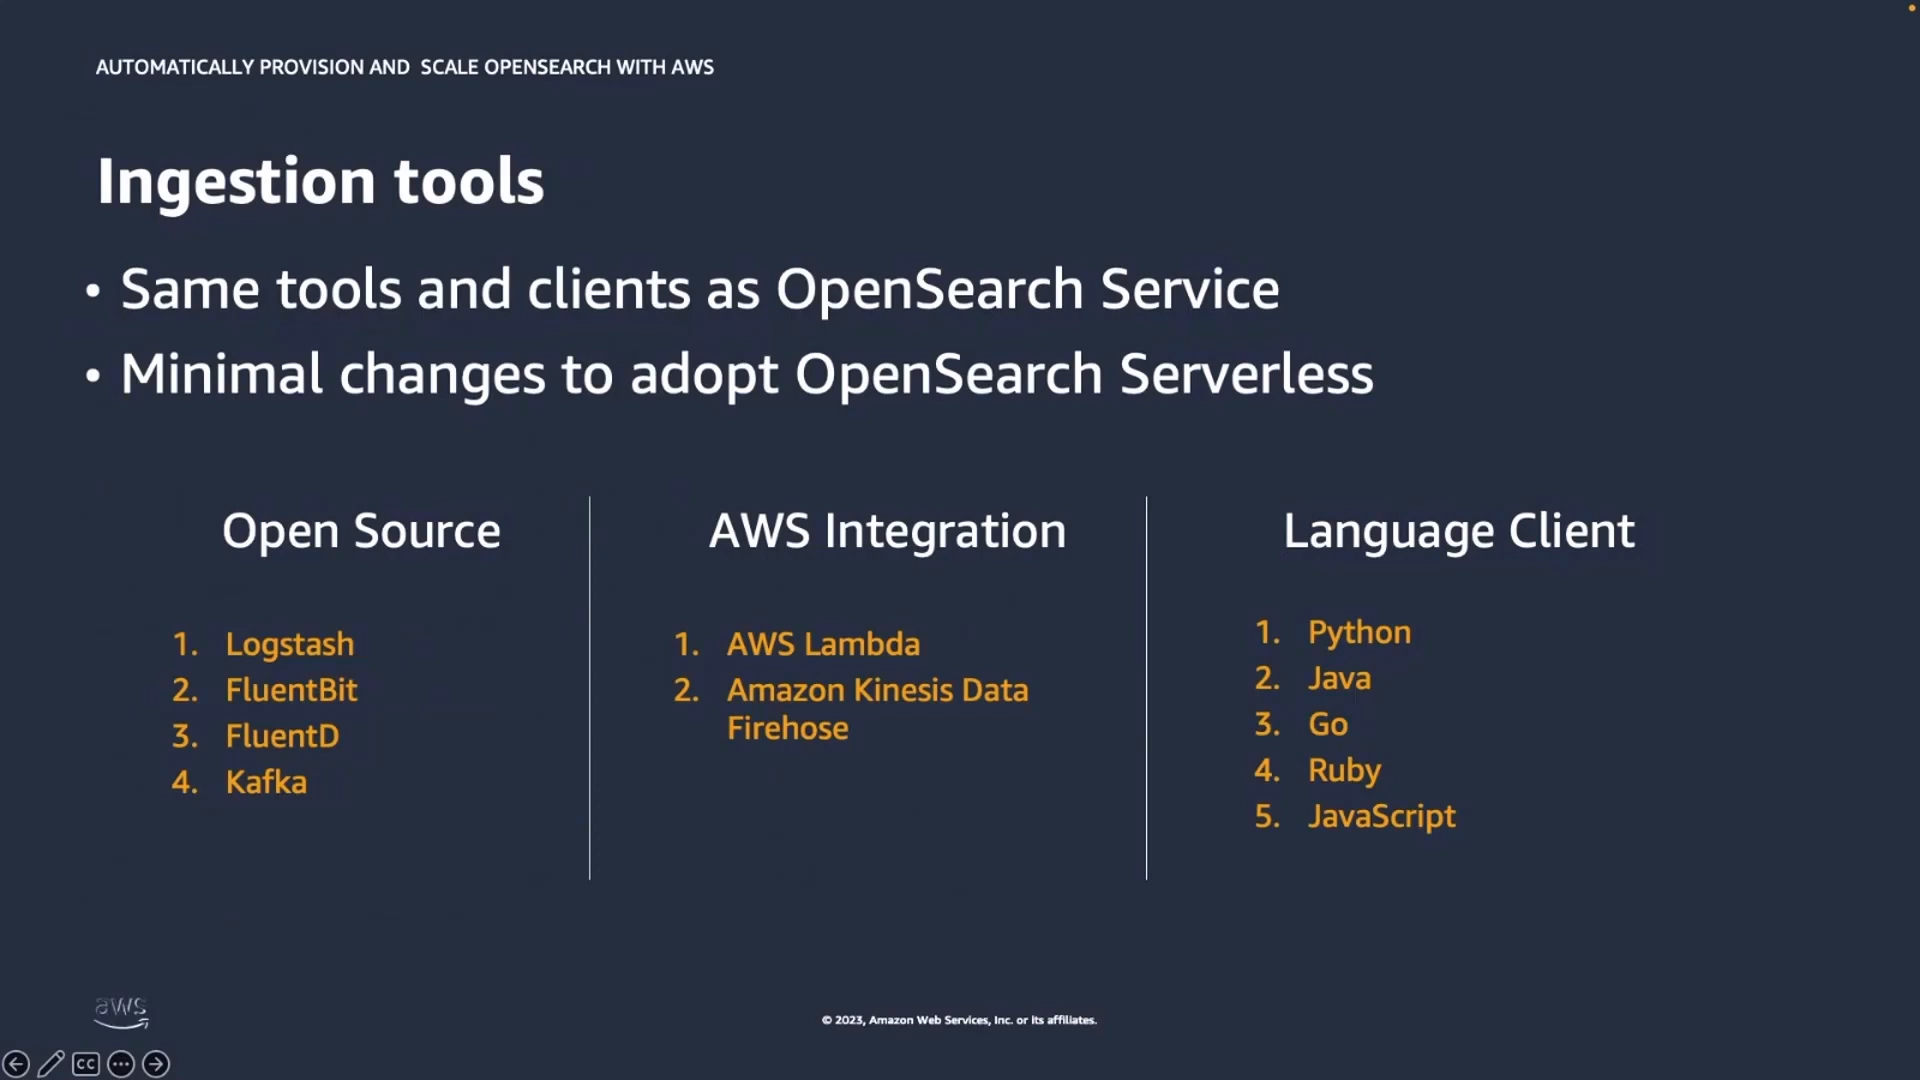 AUTOMATICALLY PROVISION AND SCALE OPENSEARCH WITH AWS
Ingestion tools
• Same tools and clients as OpenSearch Service
• Minimal changes to adopt OpenSearch Serverless
Open Source
1. Logstash
2. FluentBit
3. FluentD
4. Kafka
AWS Integration
1. AWS Lambda
2. Amazon Kinesis Data
Firehose
Language Client
1. Python
2. Java
3. Go
4. Ruby
5. JavaScript
aws
© 2023, Amazon Web Services, Inc. or its affiliates.
CC